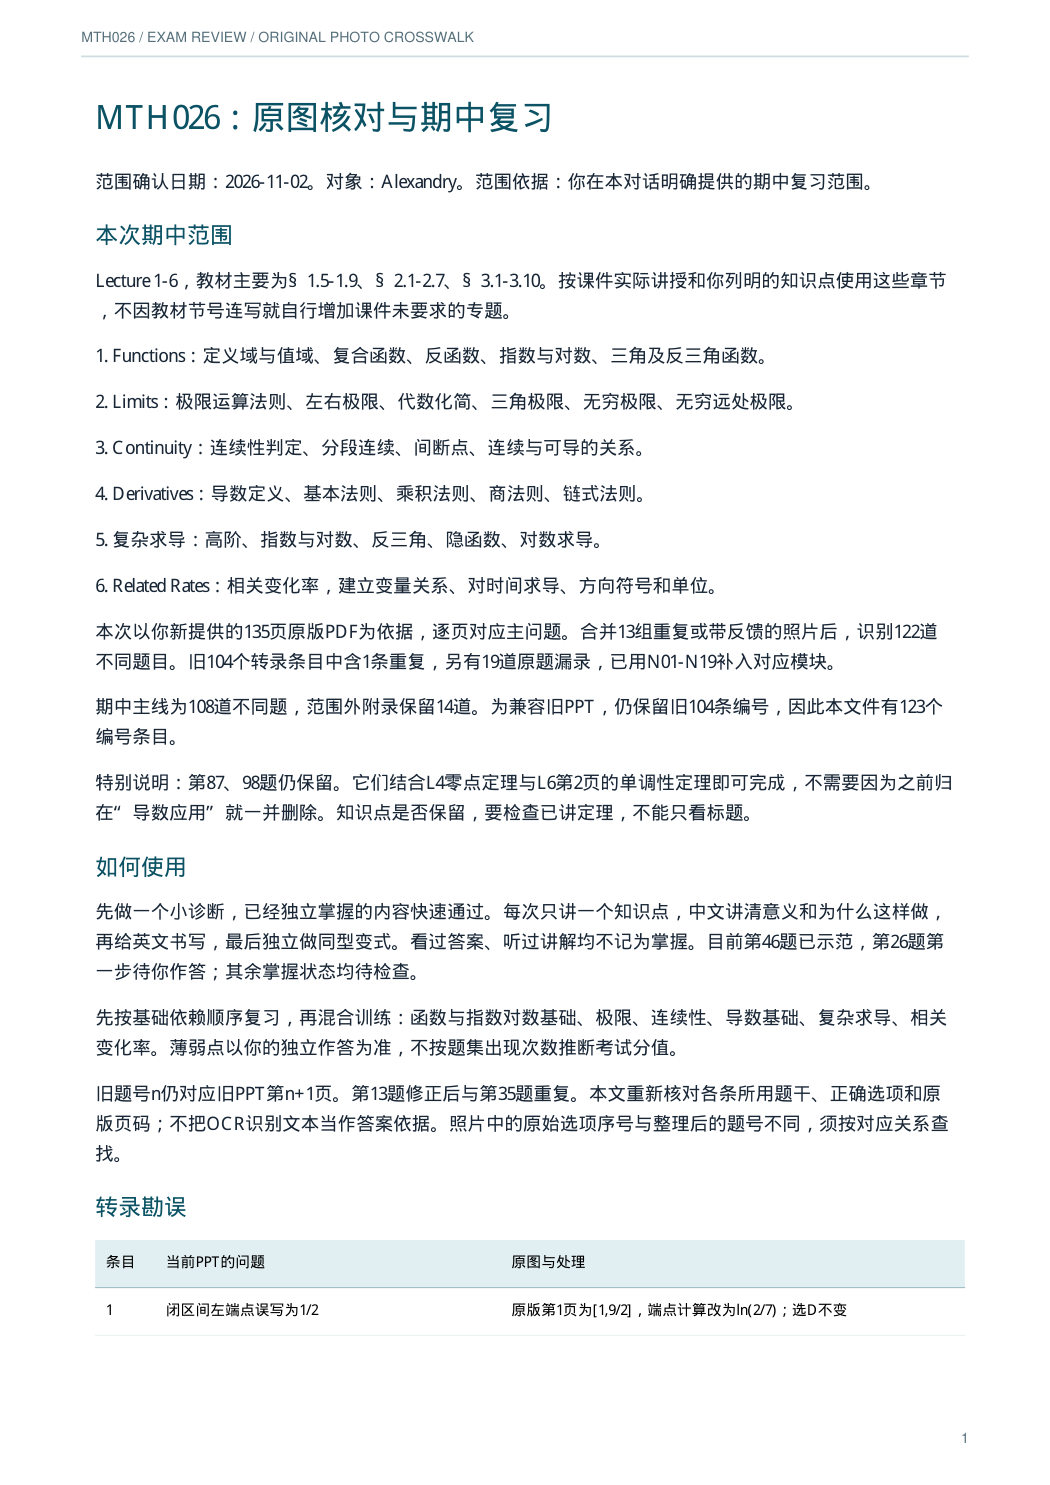 MTH026 / EXAM REVIEW / ORIGINAL PHOTO CROSSWALK
MTH026：原图核对与期中复习
范围确认日期：2026-11-02。对象：Alexandry。范围依据：你在本对话明确提供的期中复习范围。
本次期中范围
Lecture 1-6，教材主要为§ 1.5-1.9、§ 2.1-2.7、§ 3.1-3.10。按课件实际讲授和你列明的知识点使用这些章节
，不因教材节号连写就自行增加课件未要求的专题。
1. Functions：定义域与值域、复合函数、反函数、指数与对数、三角及反三角函数。
2. Limits：极限运算法则、左右极限、代数化简、三角极限、无穷极限、无穷远处极限。
3. Continuity：连续性判定、分段连续、间断点、连续与可导的关系。
4. Derivatives：导数定义、基本法则、乘积法则、商法则、链式法则。
5. 复杂求导：高阶、指数与对数、反三角、隐函数、对数求导。
6. Related Rates：相关变化率，建立变量关系、对时间求导、方向符号和单位。
本次以你新提供的135页原版PDF为依据，逐页对应主问题。合并13组重复或带反馈的照片后，识别122道
不同题目。旧104个转录条目中含1条重复，另有19道原题漏录，已用N01-N19补入对应模块。
期中主线为108道不同题，范围外附录保留14道。为兼容旧PPT，仍保留旧104条编号，因此本文件有123个
编号条目。
特别说明：第87、98题仍保留。它们结合L4零点定理与L6第2页的单调性定理即可完成，不需要因为之前归
在“导数应用”就一并删除。知识点是否保留，要检查已讲定理，不能只看标题。
如何使用
先做一个小诊断，已经独立掌握的内容快速通过。每次只讲一个知识点，中文讲清意义和为什么这样做，
再给英文书写，最后独立做同型变式。看过答案、听过讲解均不记为掌握。目前第46题已示范，第26题第
一步待你作答；其余掌握状态均待检查。
先按基础依赖顺序复习，再混合训练：函数与指数对数基础、极限、连续性、导数基础、复杂求导、相关
变化率。薄弱点以你的独立作答为准，不按题集出现次数推断考试分值。
旧题号n仍对应旧PPT第n+1页。第13题修正后与第35题重复。本文重新核对各条所用题干、正确选项和原
版页码；不把OCR识别文本当作答案依据。照片中的原始选项序号与整理后的题号不同，须按对应关系查
找。
转录勘误
条目 当前PPT的问题 原图与处理
1 闭区间左端点误写为1/2 原版第1页为[1,9/2]，端点计算改为ln(2/7)；选D不变
1